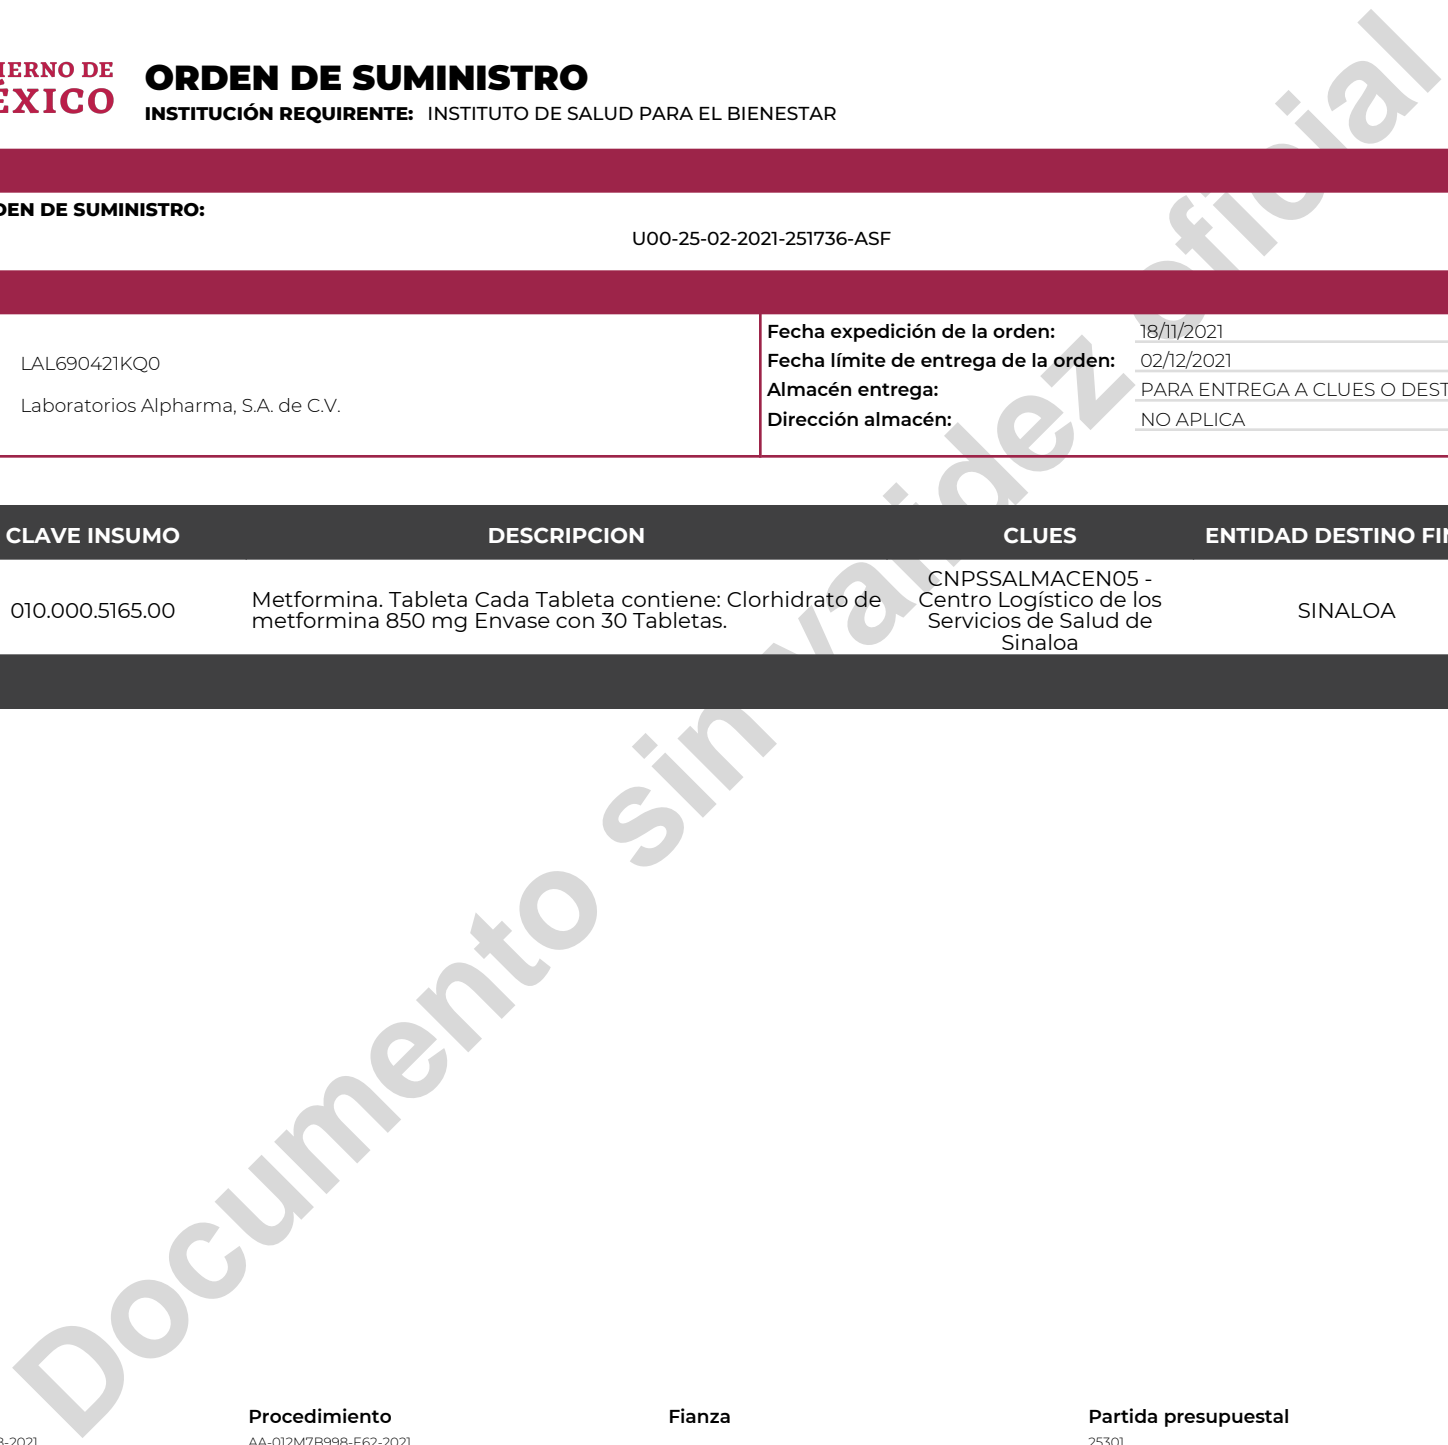 IERNO DE
ÉXICO
ORDEN DE SUMINISTRO
INSTITUCIÓN REQUIRENTE: INSTITUTO DE SALUD PARA EL BIENESTAR
DEN DE SUMINISTRO:
U00-25-02-2021-251736-ASF
LAL690421KQ0
Laboratorios Alpharma, S.A. de C.V.
Fecha expedición de la orden: 18/11/2021
Fecha límite de entrega de la orden: 02/12/2021
Almacén entrega: PARA ENTREGA A CLUES O DEST
Dirección almacén: NO APLICA
CLAVE INSUMO DESCRIPCION CLUES ENTIDAD DESTINO FIN
010.000.5165.00
Metformina. Tableta Cada Tableta contiene: Clorhidrato de
metformina 850 mg Envase con 30 Tabletas.
CNPSSALMACEN05 -
Centro Logístico de los
Servicios de Salud de
Sinaloa
SINALOA
Documento sin validez oficial
Procedimiento Fianza Partida presupuestal
-2021 AA-012M7B998-E62-2021 25301